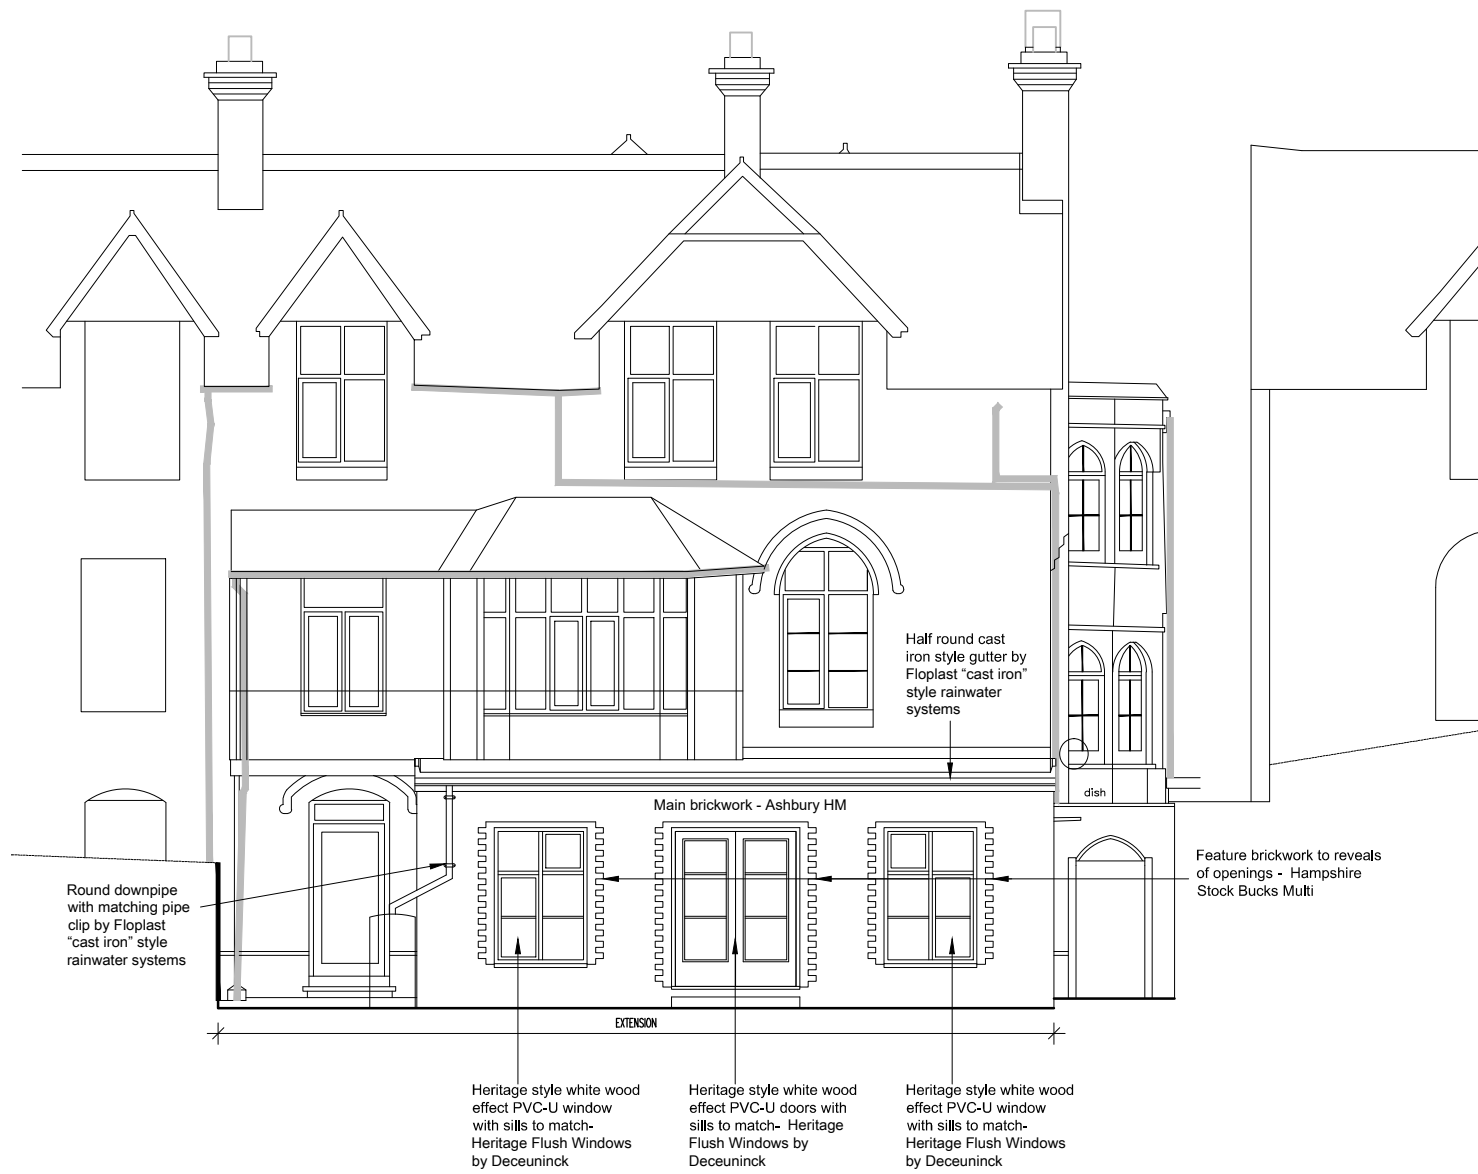 Half round cast
iron style gutter by
Floplast “cast iron”
style rainwater
systems
dish
Main brickwork - Ashbury HM
Feature brickwork to reveals
of openings - Hampshire
Stock Bucks Multi
Round downpipe
with matching pipe
clip by Floplast
“cast iron” style
rainwater systems
EXTENSION
Heritage style white wood
effect PVC-U window
with sills to match-
Heritage Flush Windows
by Deceuninck
Heritage style white wood
effect PVC-U doors with
sills to match- Heritage
Flush Windows by
Deceuninck
Heritage style white wood
effect PVC-U window
with sills to match-
Heritage Flush Windows
by Deceuninck